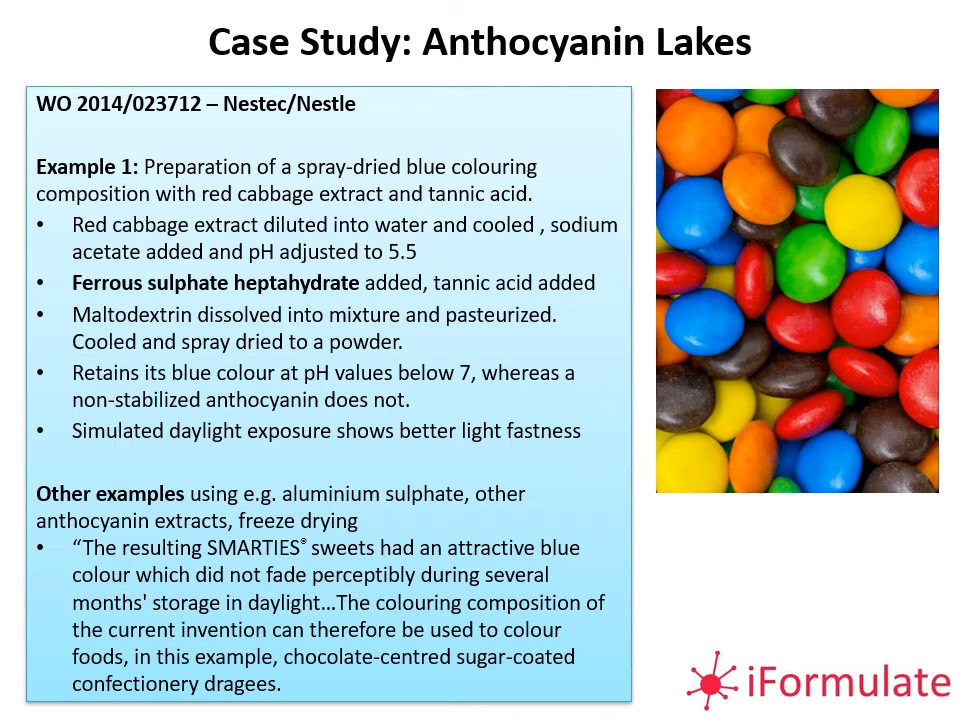 Case Study: Anthocyanin Lakes
WO 2014/023712 – Nestec/Nestle
Example 1: Preparation of a spray-dried blue colouring
composition with red cabbage extract and tannic acid.
• Red cabbage extract diluted into water and cooled , sodium
acetate added and pH adjusted to 5.5
• Ferrous sulphate heptahydrate added, tannic acid added
• Maltodextrin dissolved into mixture and pasteurized.
Cooled and spray dried to a powder.
• Retains its blue colour at pH values below 7, whereas a
non-stabilized anthocyanin does not.
• Simulated daylight exposure shows better light fastness
Other examples using e.g. aluminium sulphate, other
anthocyanin extracts, freeze drying
• “The resulting SMARTIES® sweets had an attractive blue
colour which did not fade perceptibly during several
months' storage in daylight…The colouring composition of
the current invention can therefore be used to colour
foods, in this example, chocolate-centred sugar-coated
confectionery dragees.
iFormulate